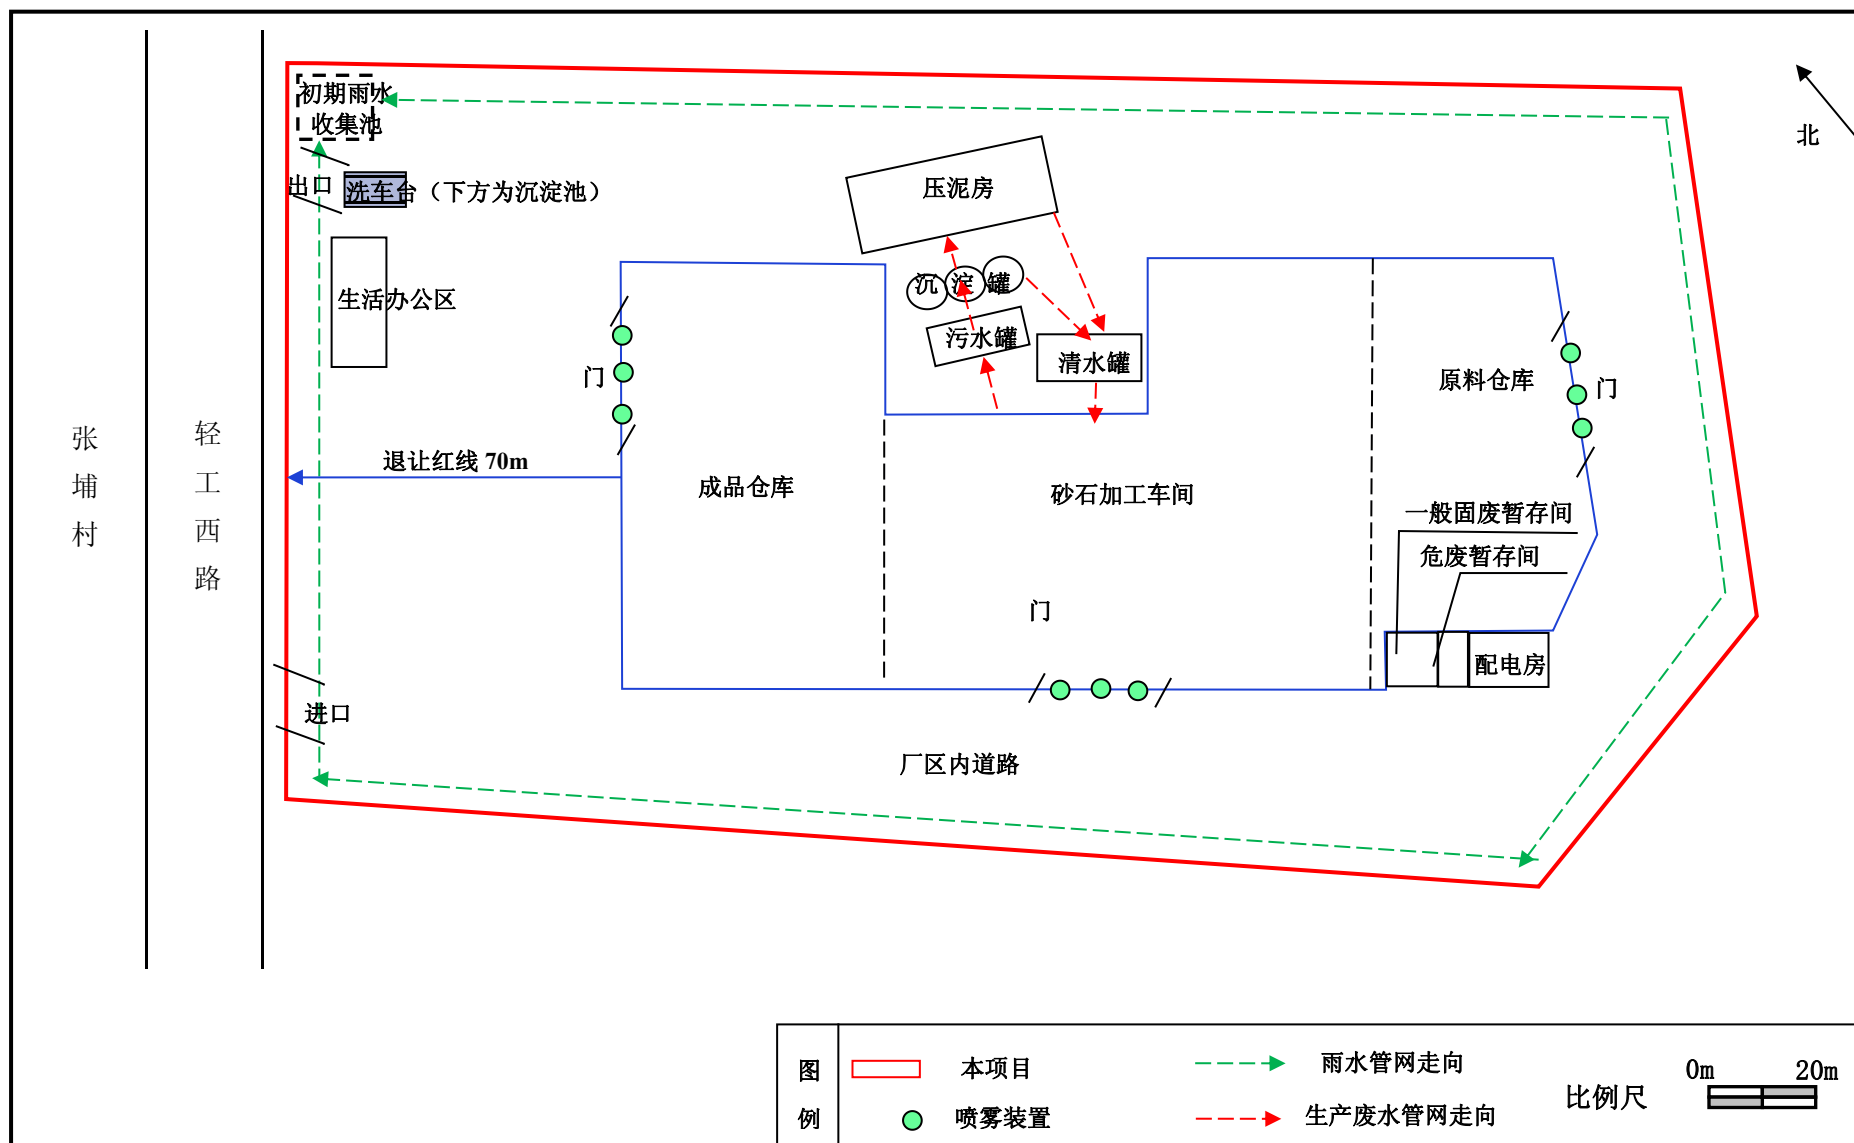 初期雨水
收集池
北
出口
洗车台（下方为沉淀池）
压泥房
沉淀罐
生活办公区
污水罐
清水罐
门
原料仓库
门
张埔村
轻工西路
退让红线 70m
成品仓库
砂石加工车间
一般固废暂存间
危废暂存间
门
配电房
进口
厂区内道路
图例
本项目
雨水管网走向
喷雾装置
生产废水管网走向
比例尺
0m
20m